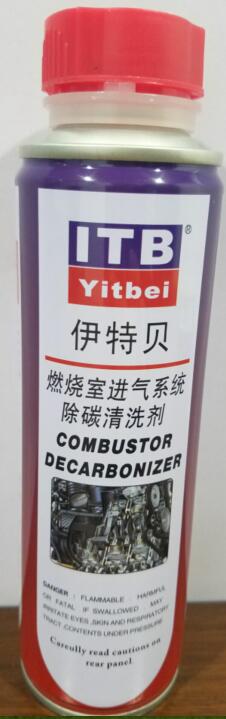 ITB®
Yitbei
伊特贝
燃烧室进气系统
除碳清洗剂
COMBUSTOR
DECARBONIZER
DANGER : FLAMMABLE . HARMFUL
OR FATAL IF SWALLOWED MAY
IRRITATE EYES ,SKIN AND RESPIRATORY
TRACT ,CONTENTS UNDER PRESSURE
Careully read cautions on
rear panel